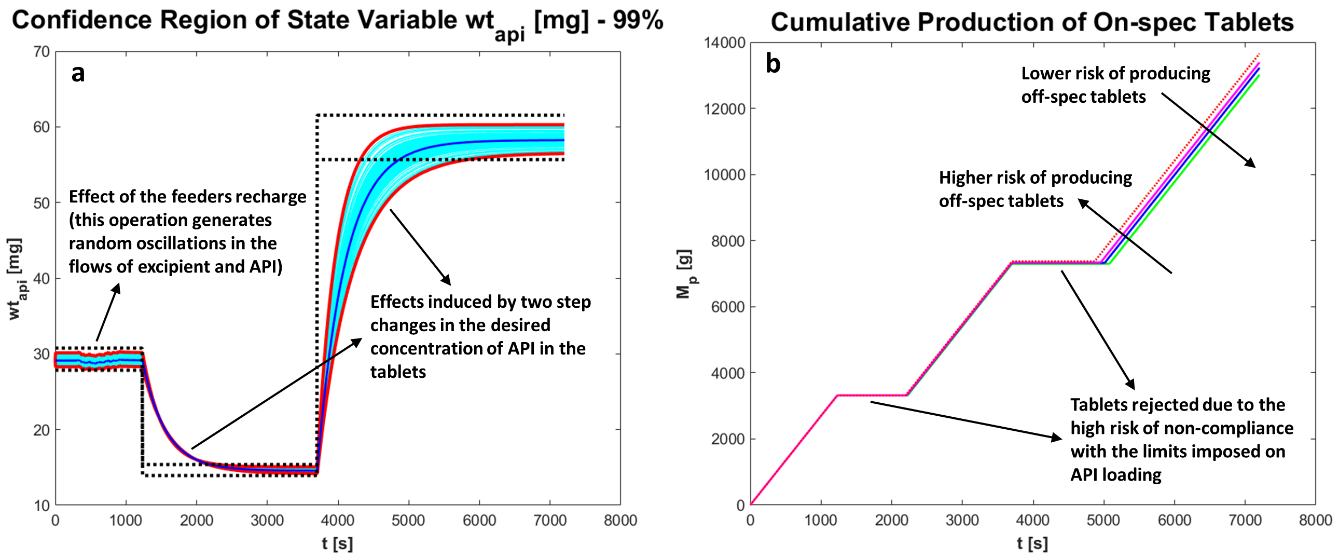 Confidence Region of State Variable wt_api [mg] - 99%
a
70
60
50
40
30
20
10
wt_api [mg]
Effect of the feeders recharge
(this operation generates
random oscillations in the
flows of excipient and API)
Effects induced by two step
changes in the desired
concentration of API in the
tablets
0
1000
2000
3000
4000
5000
6000
7000
8000
t [s]
Cumulative Production of On-spec Tablets
b
14000
12000
10000
8000
6000
4000
2000
0
M_p [g]
Lower risk of producing
off-spec tablets
Higher risk of producing
off-spec tablets
Tablets rejected due to the
high risk of non-compliance
with the limits imposed on
API loading
0
1000
2000
3000
4000
5000
6000
7000
8000
t [s]